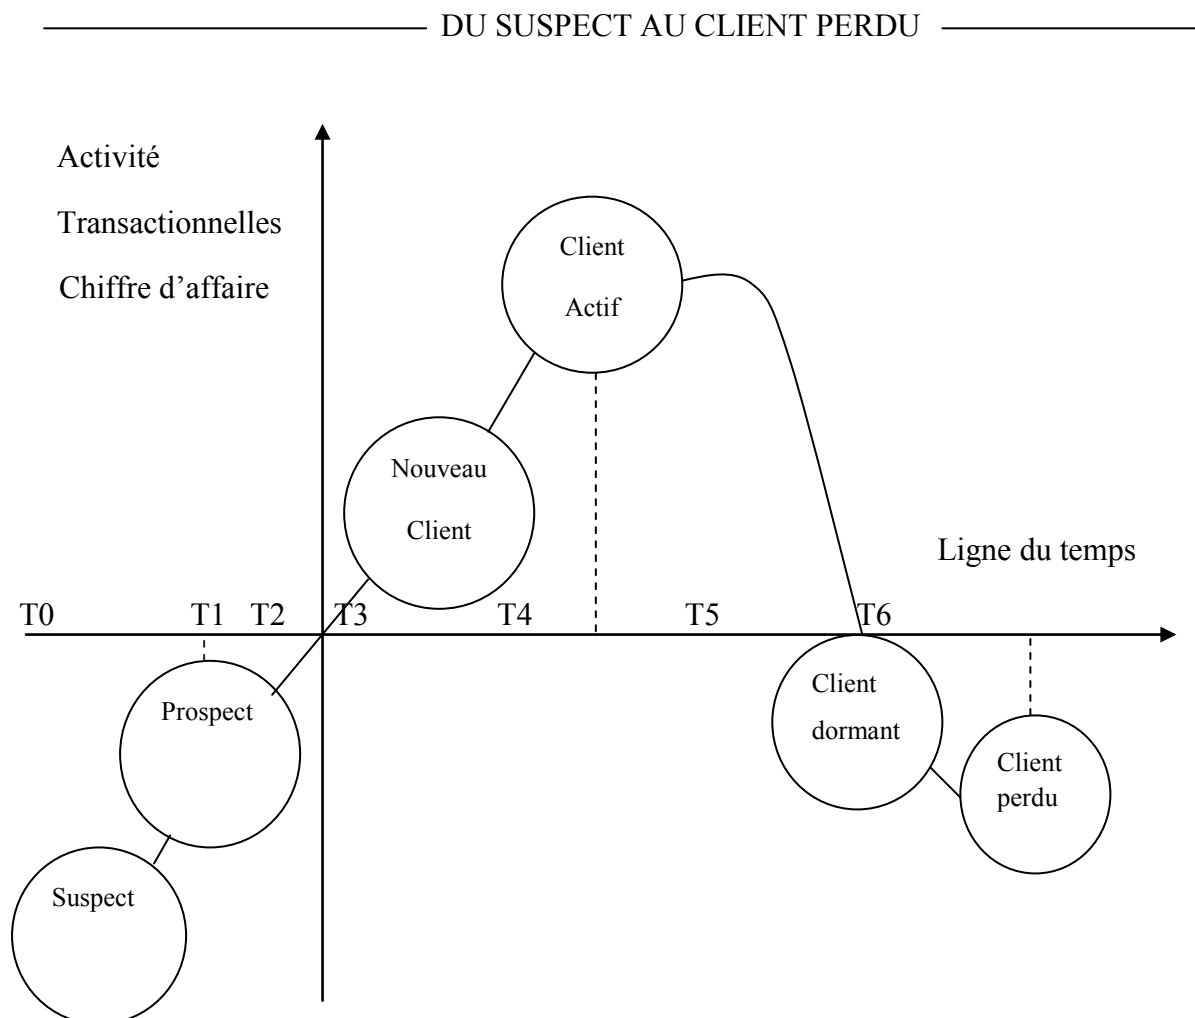 DU SUSPECT AU CLIENT PERDU
Activité
Transactionnelles
Chiffre d’affaire
Client
Actif
Nouveau
Client
Ligne du temps
T0 T1 T2 T3 T4 T5 T6
Prospect
Client
dormant
Client
perdu
Suspect